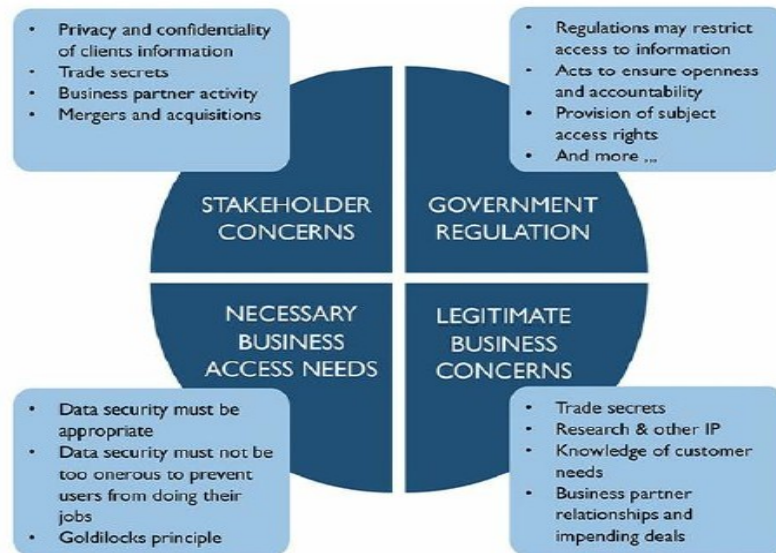 • Privacy and confidentiality
of clients information
• Trade secrets
• Business partner activity
• Mergers and acquisitions
• Regulations may restrict
access to information
• Acts to ensure openness
and accountability
• Provision of subject
access rights
• And more ...
STAKEHOLDER
CONCERNS
GOVERNMENT
REGULATION
NECESSARY
BUSINESS
ACCESS NEEDS
LEGITIMATE
BUSINESS
CONCERNS
• Data security must be
appropriate
• Data security must not be
too onerous to prevent
users from doing their
jobs
• Goldilocks principle
• Trade secrets
• Research & other IP
• Knowledge of customer
needs
• Business partner
relationships and
impending deals